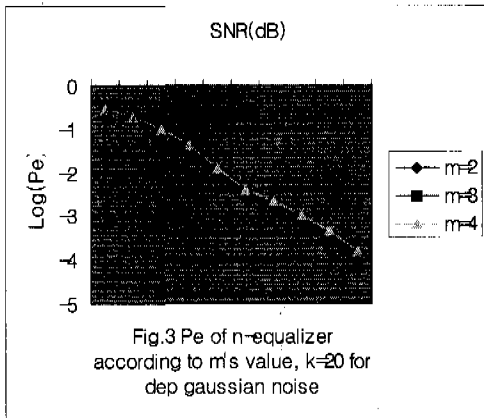 SNR(dB)
0
-1
-2
-3
-4
-5
Log(Pe)
m=2
m=3
m=4
Fig.3 Pe of n-equalizer
according to m's value, k=20 for
dep gaussian noise